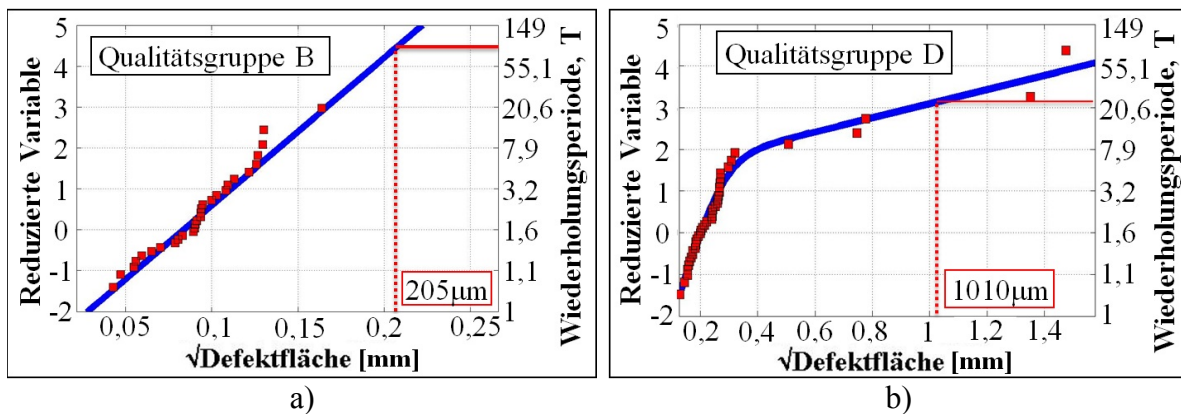 Reduzierte Variable
5
4
3
2
1
0
-1
-2
Qualitätsgruppe B
205µm
149
55,1
20,6
7,9
3,2
1,6
1,1
1
Wiederholungsperiode, T
0,05 0,1 0,15 0,2 0,25
√Defektfläche [mm]
a)
Reduzierte Variable
5
4
3
2
1
0
-1
-2
Qualitätsgruppe D
1010µm
149
55,1
20,6
7,9
3,2
1,6
1,1
1
Wiederholungsperiode, T
0,2 0,4 0,6 0,8 1 1,2 1,4
√Defektfläche [mm]
b)